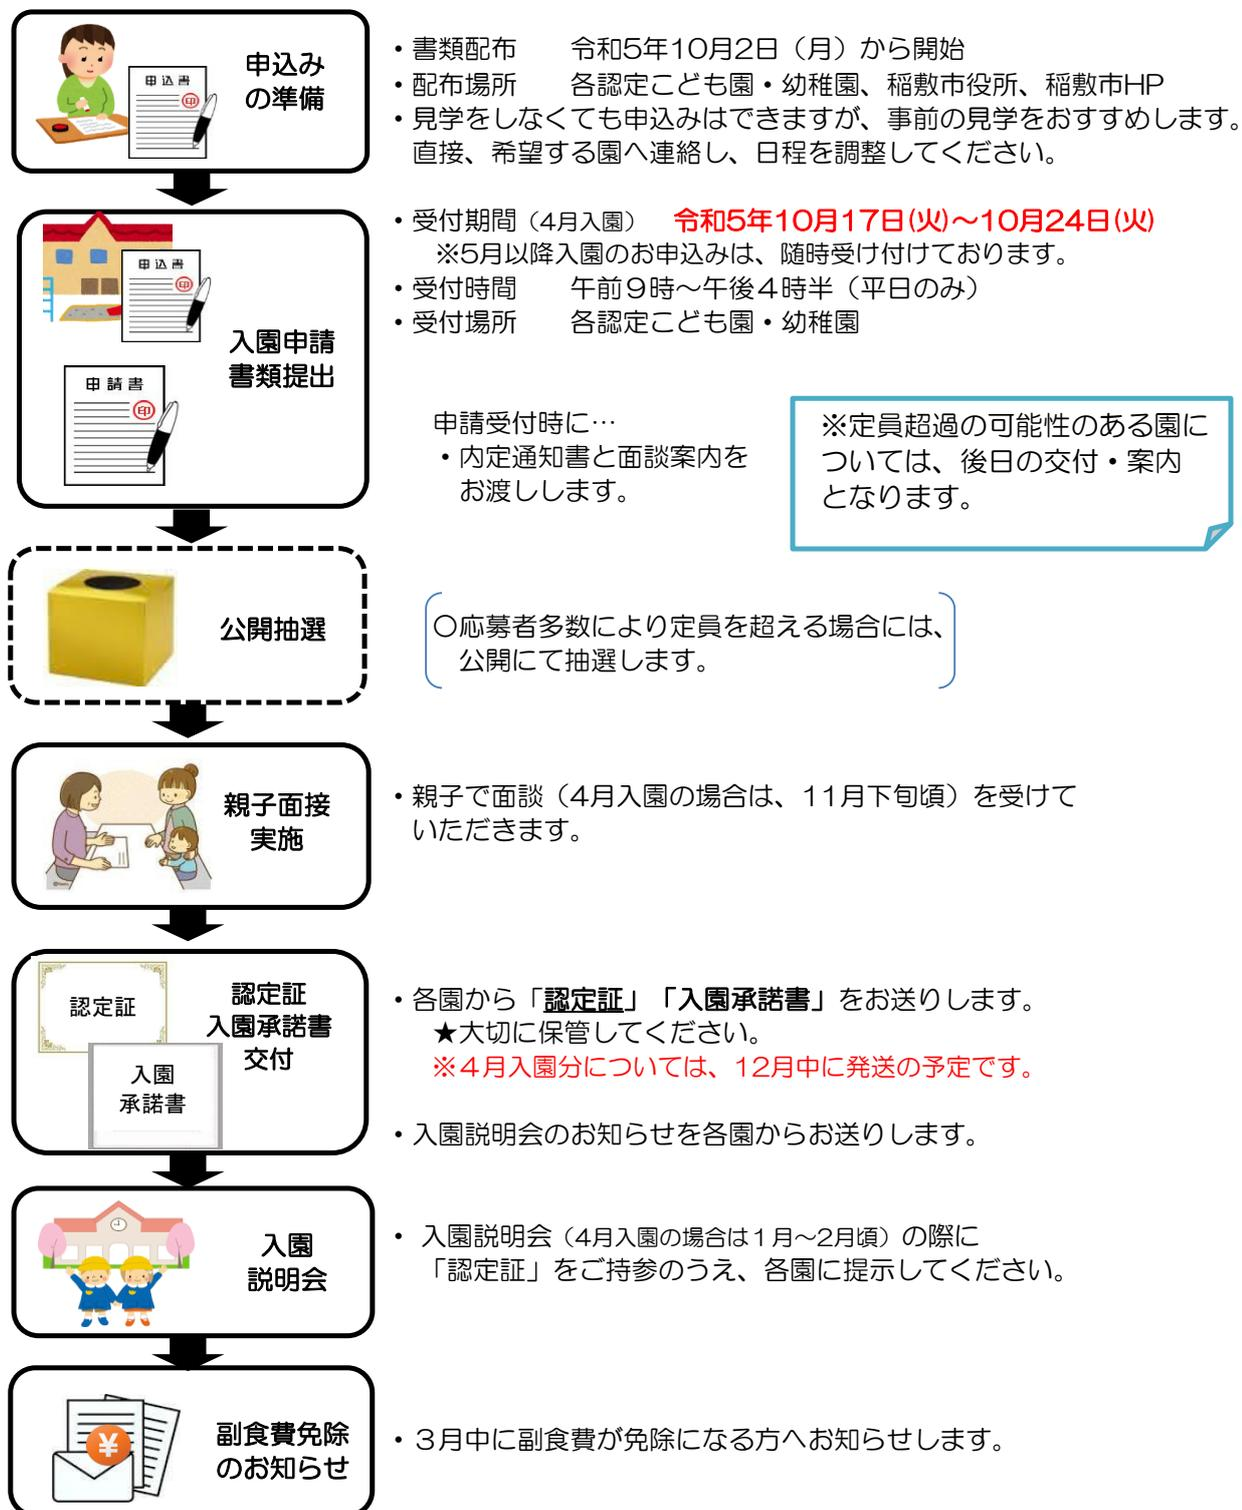 申込書
印
申込み
の準備
・書類配布　　令和5年10月2日（月）から開始
・配布場所　　各認定こども園・幼稚園、稲敷市役所、稲敷市HP
・見学をしなくても申込みはできますが、事前の見学をおすすめします。
直接、希望する園へ連絡し、日程を調整してください。
申込書
印
申請書
印
入園申請
書類提出
・受付期間（4月入園）　令和5年10月17日(火)～10月24日(火)
※5月以降入園のお申込みは、随時受け付けております。
・受付時間　　午前９時～午後４時半（平日のみ）
・受付場所　　各認定こども園・幼稚園
申請受付時に…
・内定通知書と面談案内を
お渡しします。
※定員超過の可能性のある園に
ついては、後日の交付・案内
となります。
公開抽選
○応募者多数により定員を超える場合には、
公開にて抽選します。
親子面接
実施
・親子で面談（4月入園の場合は、11月下旬頃）を受けて
いただきます。
認定証
入園
承諾書
認定証
入園承諾書
交付
・各園から「認定証」「入園承諾書」をお送りします。
★大切に保管してください。
※４月入園分については、12月中に発送の予定です。
・入園説明会のお知らせを各園からお送りします。
入園
説明会
・ 入園説明会（4月入園の場合は１月～2月頃）の際に
「認定証」をご持参のうえ、各園に提示してください。
¥
副食費免除
のお知らせ
・３月中に副食費が免除になる方へお知らせします。